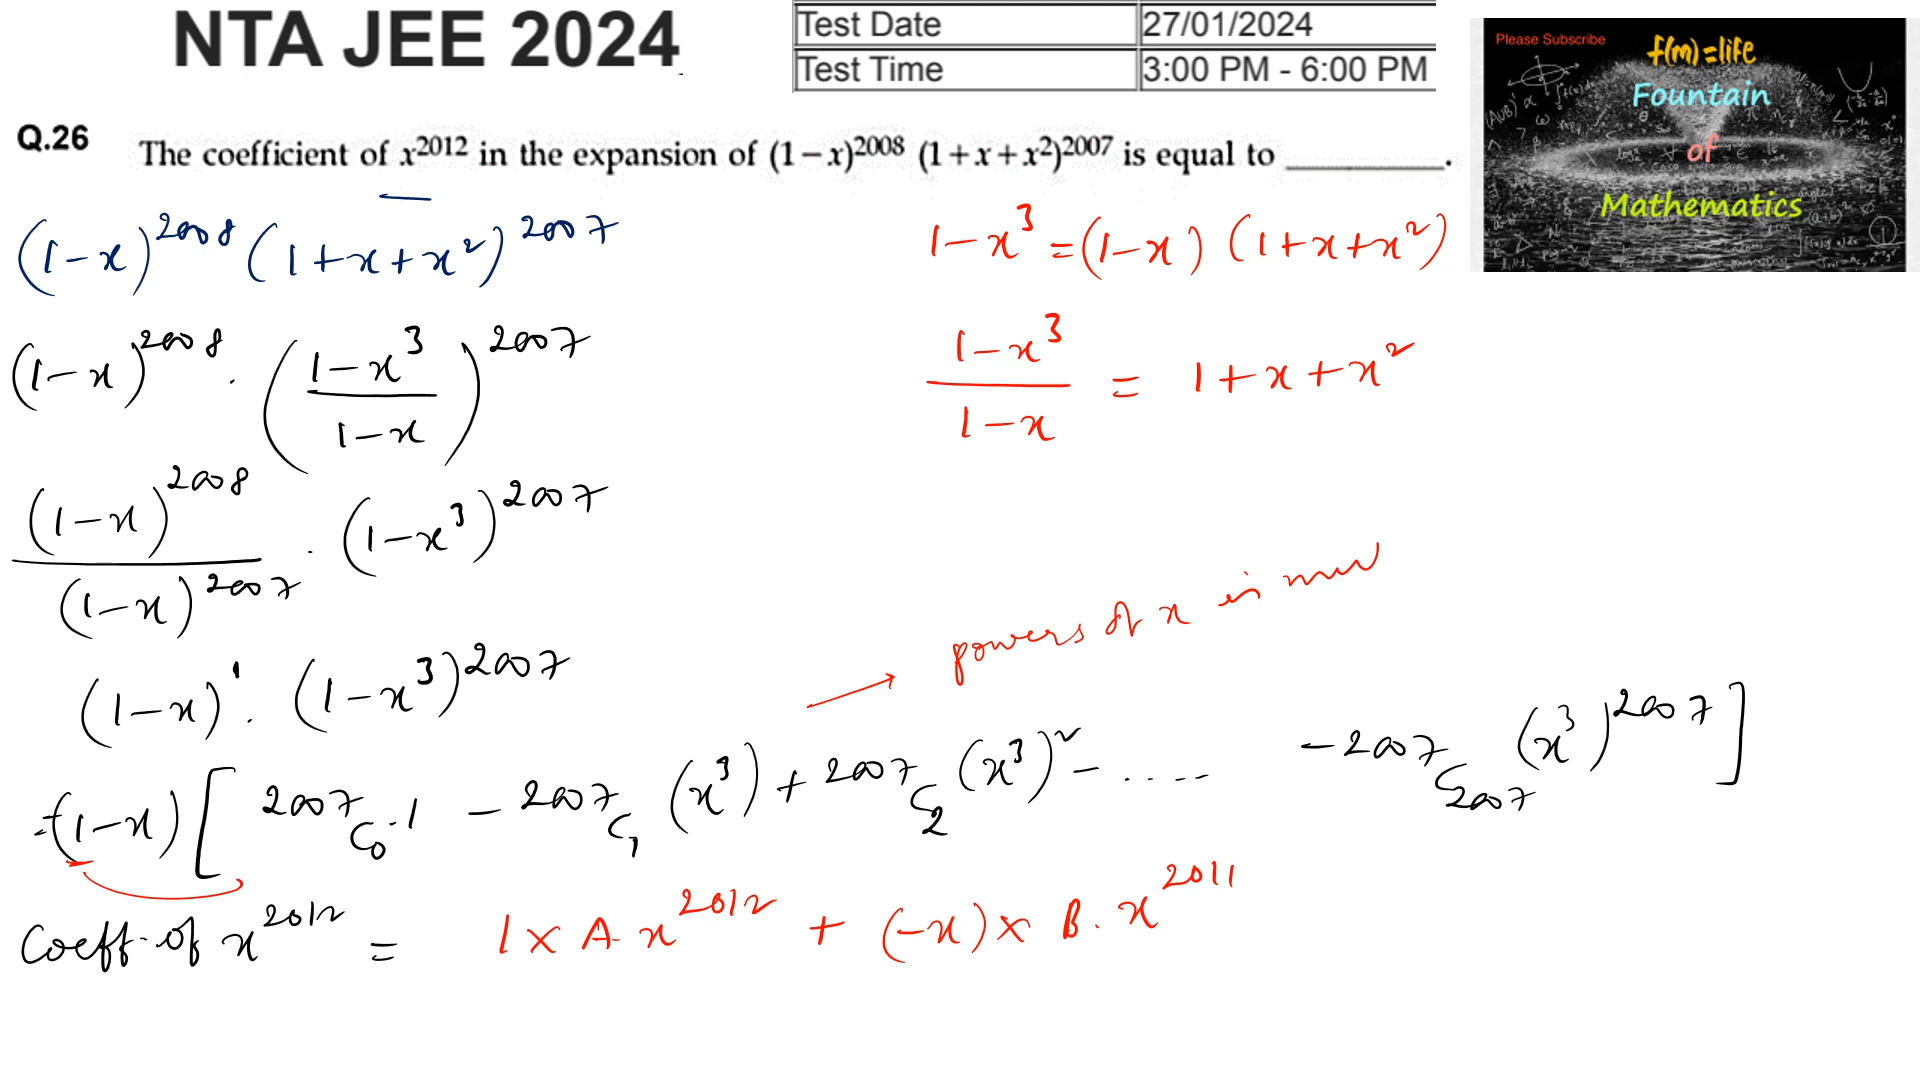 NTA JEE 2024
Test Date 27/01/2024
Test Time 3:00 PM - 6:00 PM
Please Subscribe
f(m)=life
Fountain
of
Mathematics
Q.26 The coefficient of x^2012 in the expansion of (1−x)^2008 (1+x+x^2)^2007 is equal to ________.
(1-x)^2008 (1+x+x^2)^2007
1-x^3 = (1-x) (1+x+x^2)
(1-x)^2008 . ((1-x^3)/(1-x))^2007
(1-x^3)/(1-x) = 1+x+x^2
(1-x)^2008/(1-x)^2007 . (1-x^3)^2007
(1-x)^1 . (1-x^3)^2007
→ powers of x is
(1-x) [ 2007C0 . 1 - 2007C1 (x^3) + 2007C2 (x^3)^2 - ..... - 2007C2007 (x^3)^2007 ]
Coeff. of x^2012 = 1 × A. x^2012 + (-x) × B. x^2011